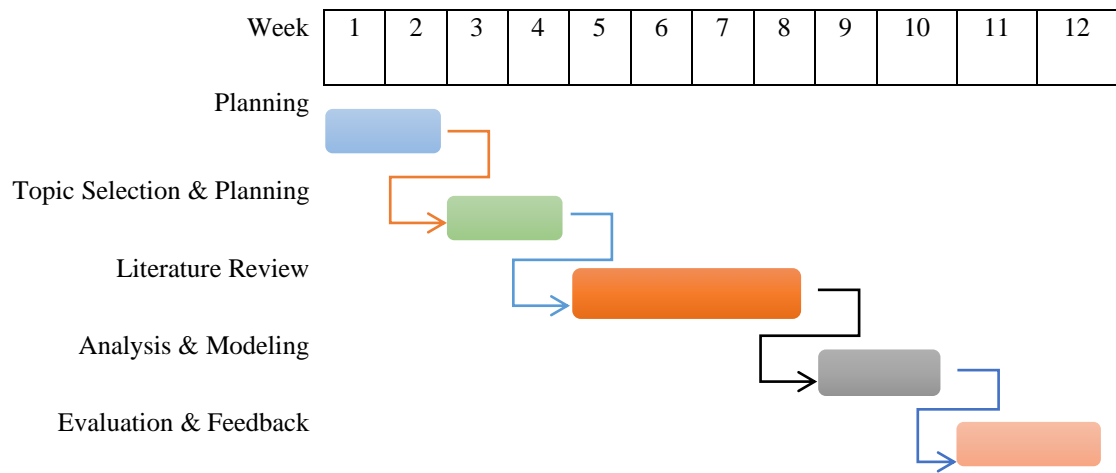 Week 1 2 3 4 5 6 7 8 9 10 11 12
Planning
Topic Selection & Planning
Literature Review
Analysis & Modeling
Evaluation & Feedback